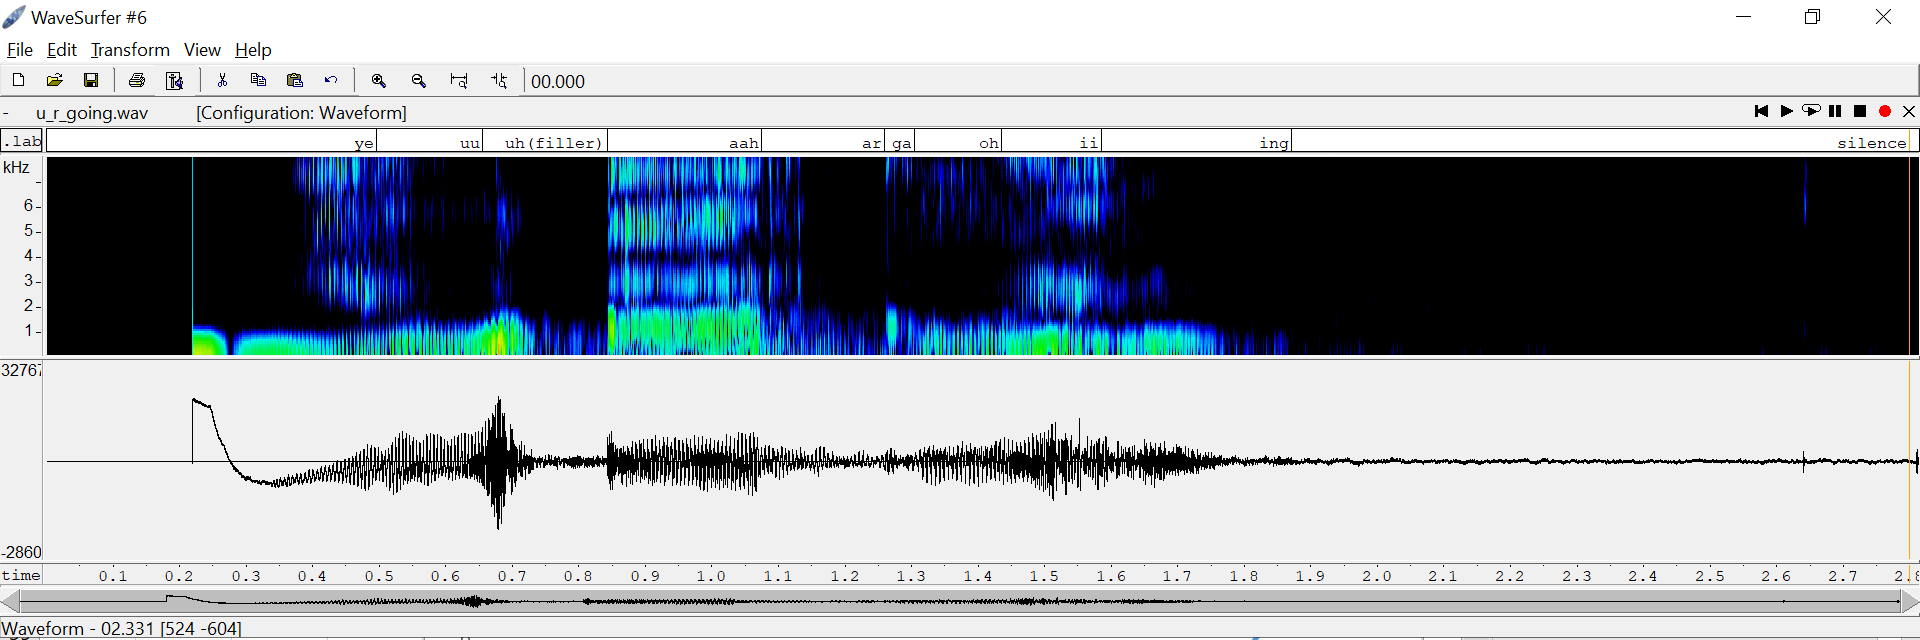 WaveSurfer #6
File Edit Transform View Help
00.000
- u_r_going.wav [Configuration: Waveform]
.lab ye uu uh(filler) aah ar ga oh ii ing silence
kHz
6
5
4
3
2
1
32767
-2860
time 0.1 0.2 0.3 0.4 0.5 0.6 0.7 0.8 0.9 1.0 1.1 1.2 1.3 1.4 1.5 1.6 1.7 1.8 1.9 2.0 2.1 2.2 2.3 2.4 2.5 2.6 2.7 2.8
Waveform - 02.331 [524 -604]